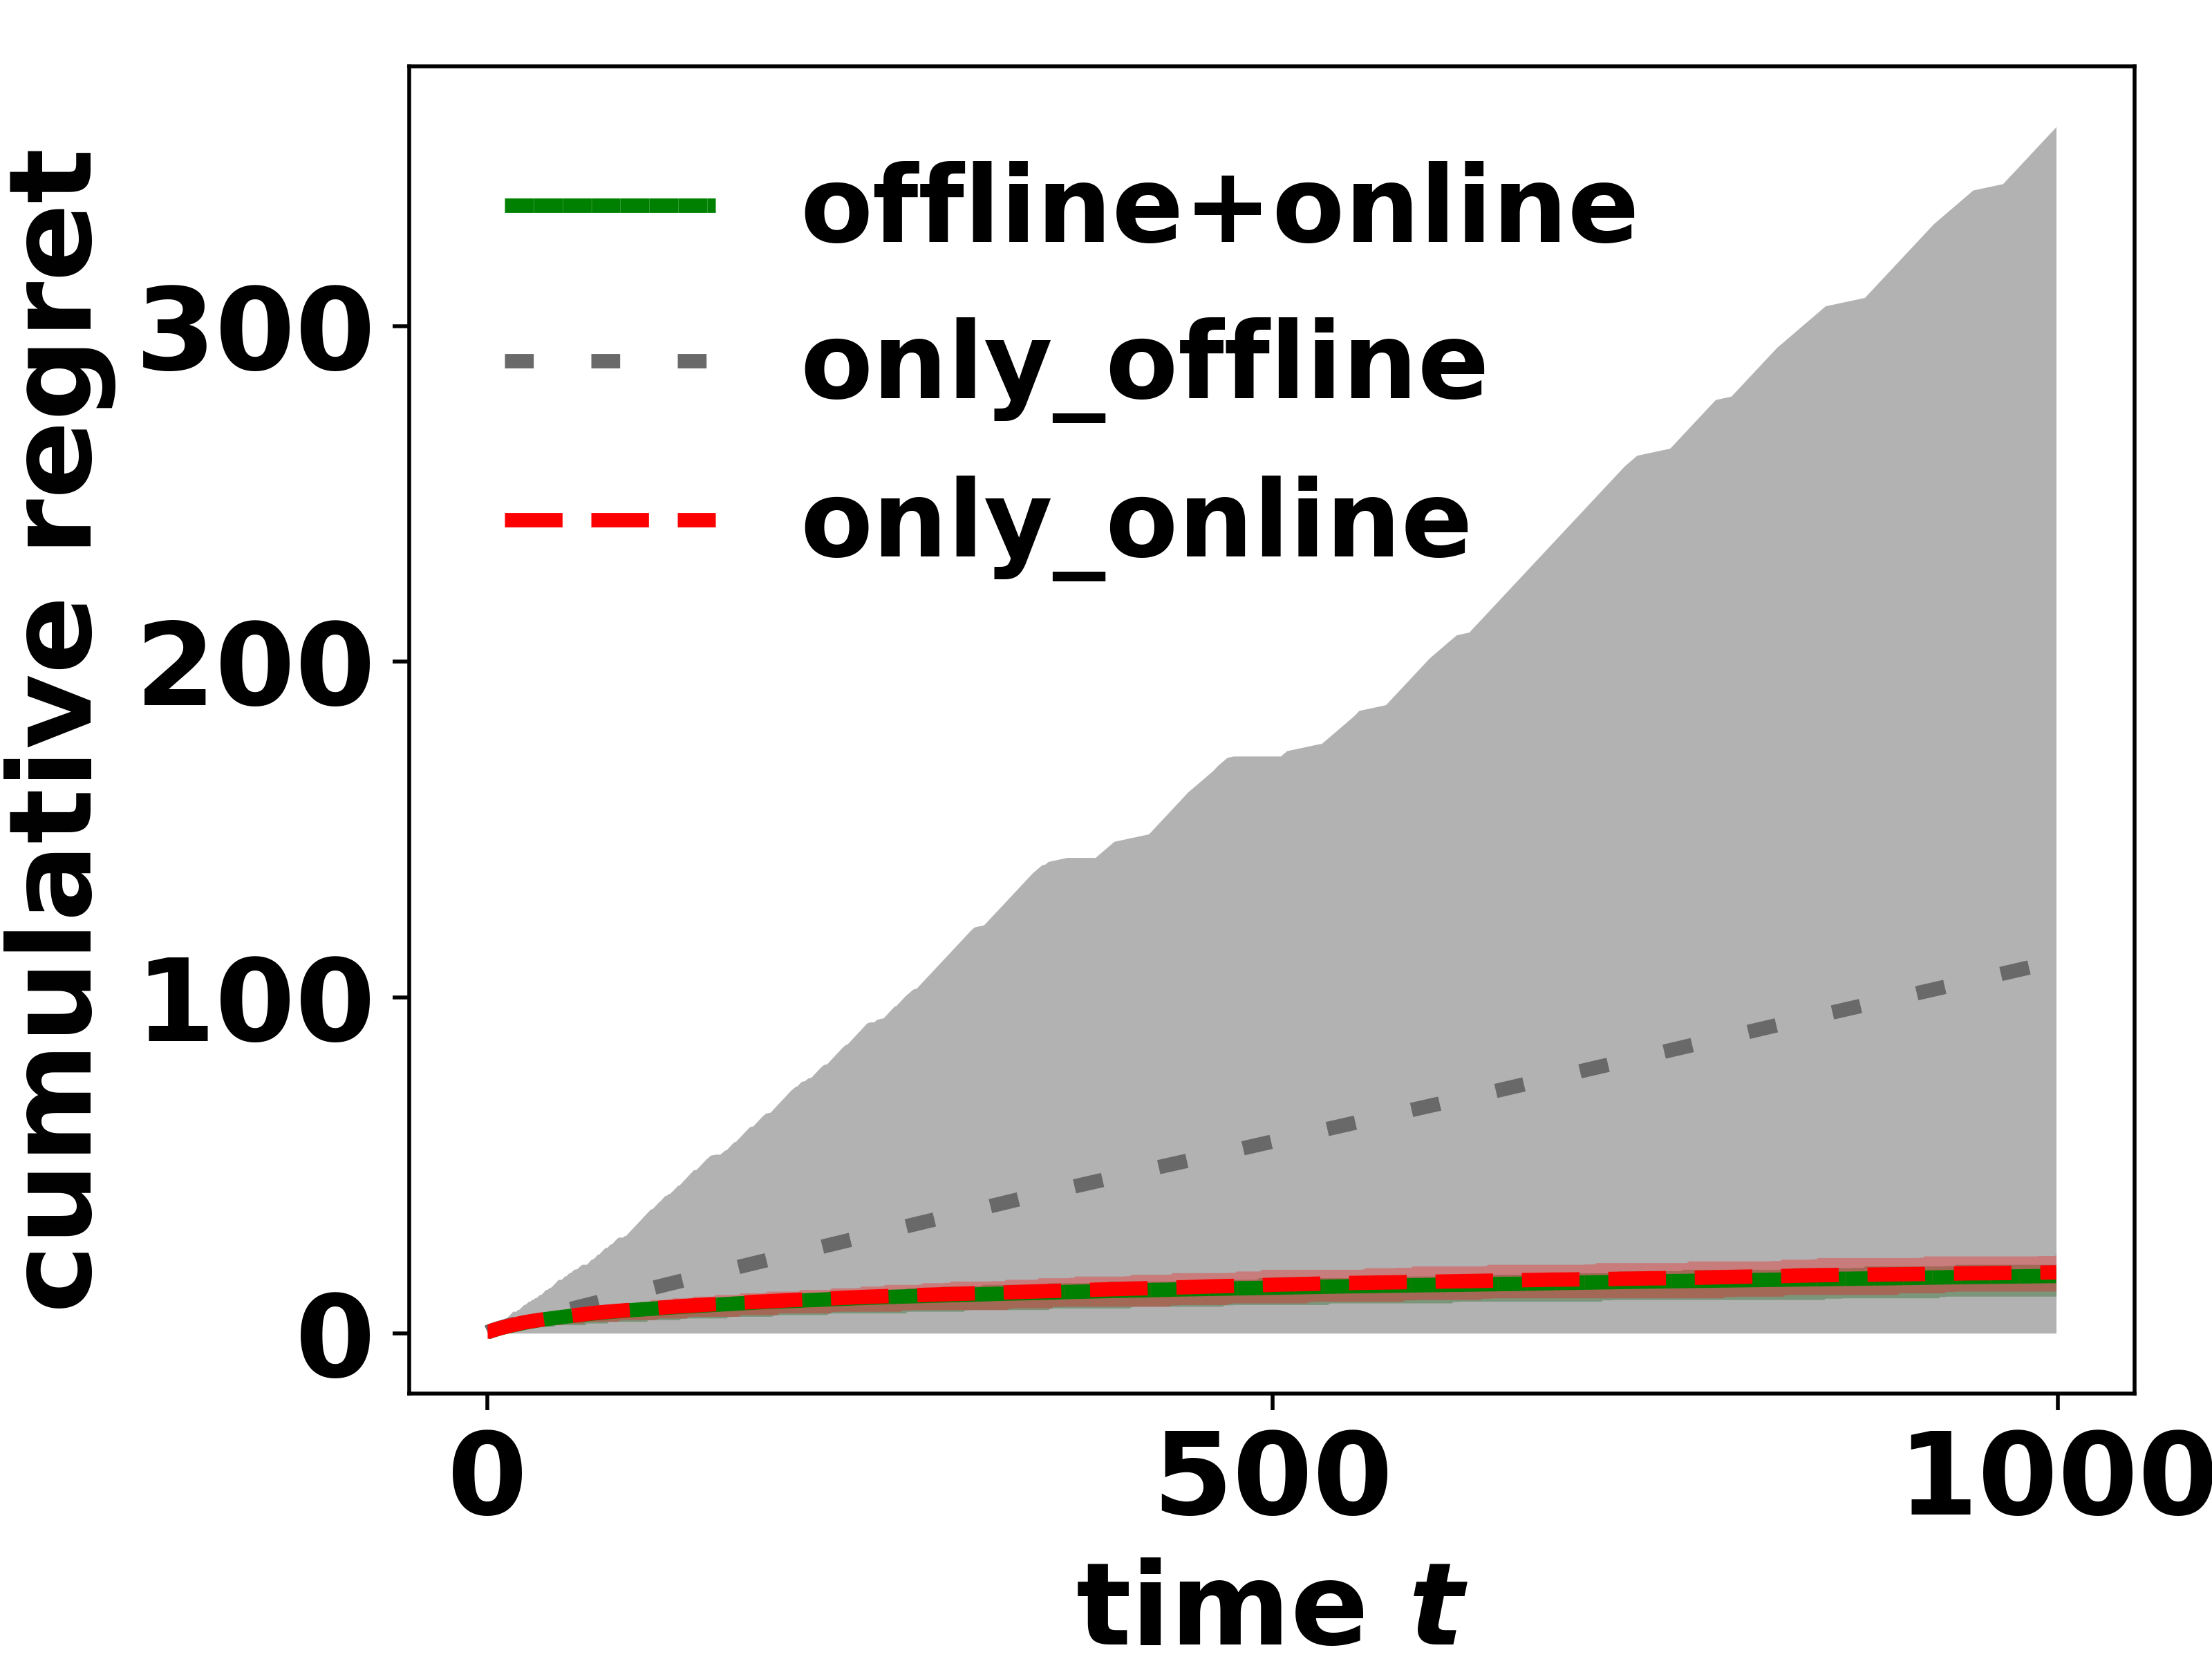 cumulative regret
300
200
100
0
offline+online
only_offline
only_online
0 500 1000
time t